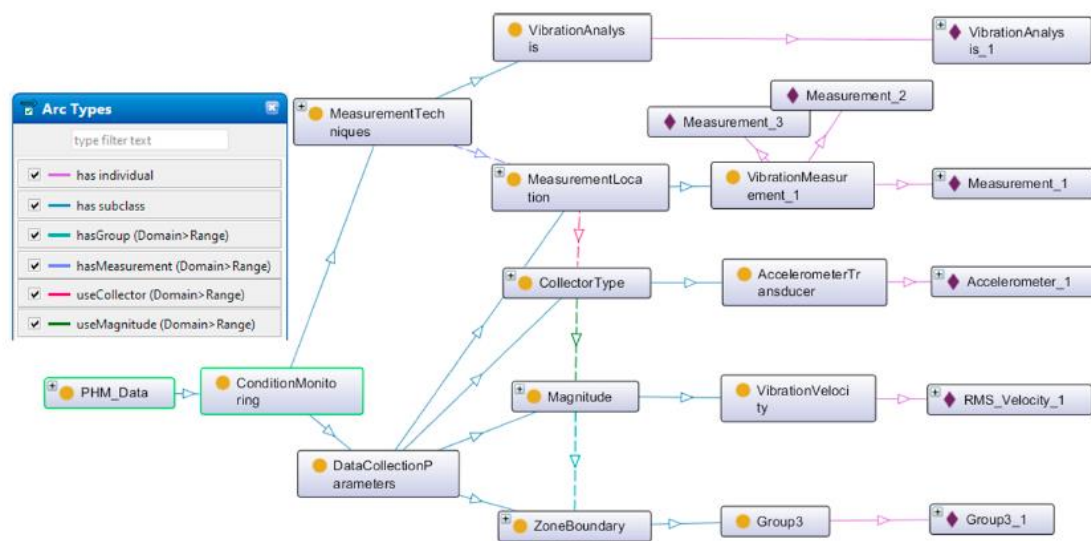 VibrationAnalys
is
VibrationAnaly
sis_1
Arc Types
type filter text
has individual
has subclass
hasGroup (Domain>Range)
hasMeasurement (Domain>Range)
useCollector (Domain>Range)
useMagnitude (Domain>Range)
MeasurementTech
niques
Measurement_2
Measurement_3
MeasurementLoca
tion
VibrationMeasur
ement_1
Measurement_1
CollectorType
AccelerometerTr
ansducer
Accelerometer_1
PHM_Data
ConditionMonito
ring
Magnitude
VibrationVeloci
ty
RMS_Velocity_1
DataCollectionP
arameters
ZoneBoundary
Group3
Group3_1